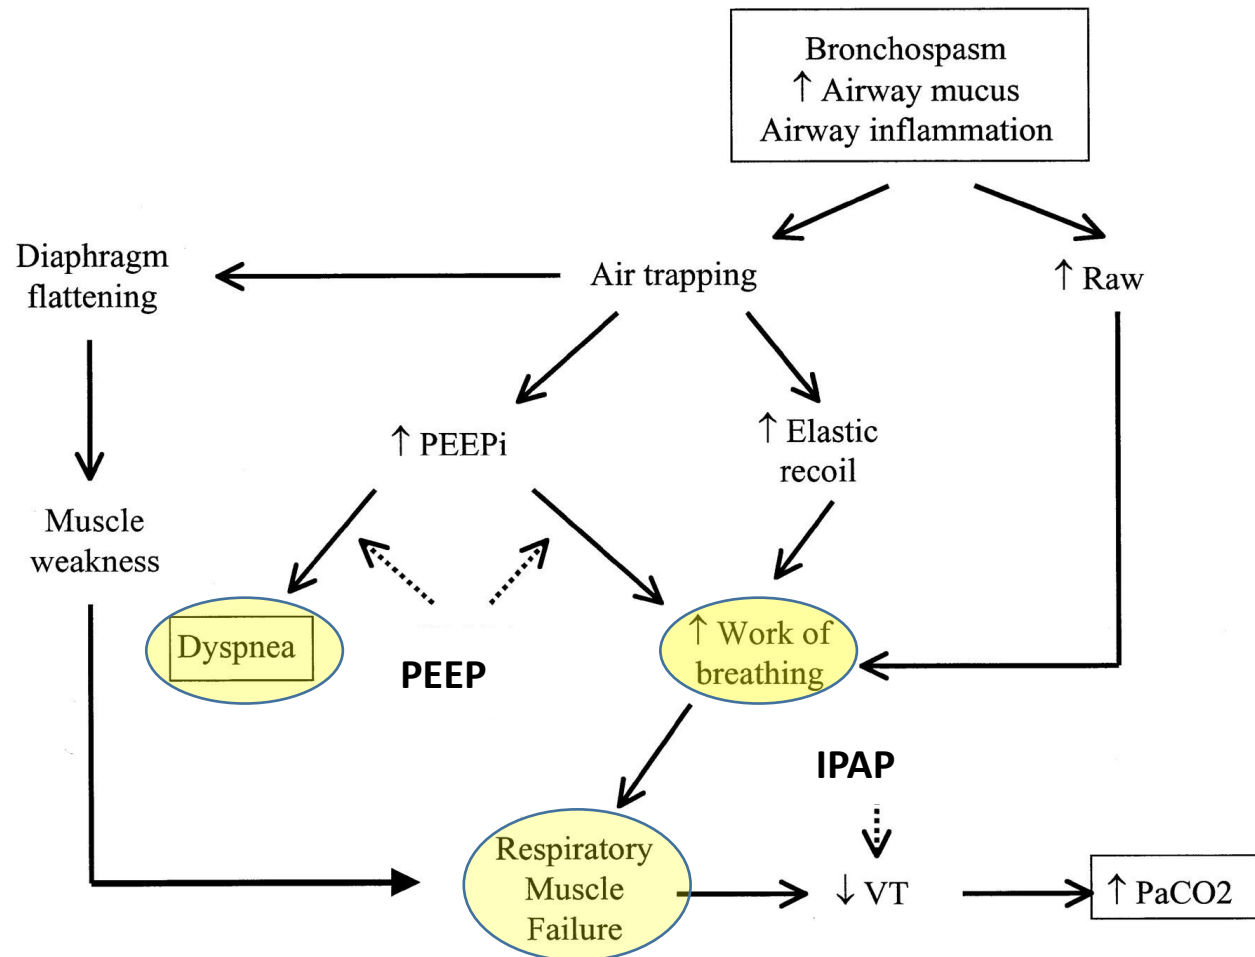 Bronchospasm
↑ Airway mucus
Airway inflammation
Diaphragm
flattening
Air trapping
↑ Raw
↑ PEEPi
↑ Elastic
recoil
Muscle
weakness
Dyspnea
PEEP
↑ Work of
breathing
IPAP
Respiratory
Muscle
Failure
↓ VT
↑ PaCO2